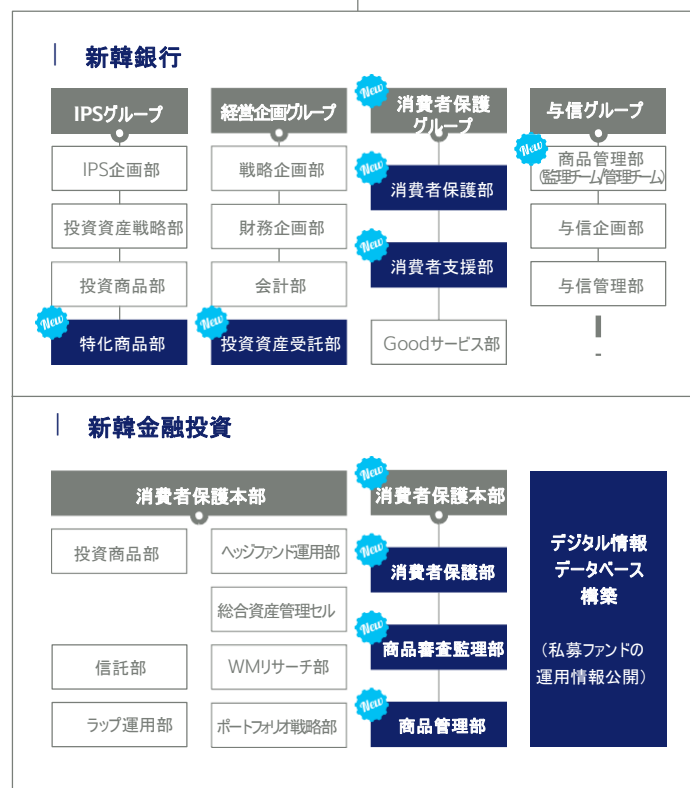 新韓銀行
IPSグループ
IPS企画部
投資資産戦略部
投資商品部
New
特化商品部
経営企画グループ
戦略企画部
財務企画部
会計部
New
投資資産受託部
New
消費者保護
グループ
New
消費者保護部
New
消費者支援部
Goodサービス部
与信グループ
New
商品管理部
(監理チーム/管理チーム)
与信企画部
与信管理部
新韓金融投資
消費者保護本部
投資商品部
ヘッジファンド運用部
総合資産管理セル
信託部
WMリサーチ部
ラップ運用部
ポートフォリオ戦略部
New
消費者保護本部
New
消費者保護部
New
商品審査監理部
New
商品管理部
デジタル情報
データベース
構築
(私募ファンドの
運用情報公開)